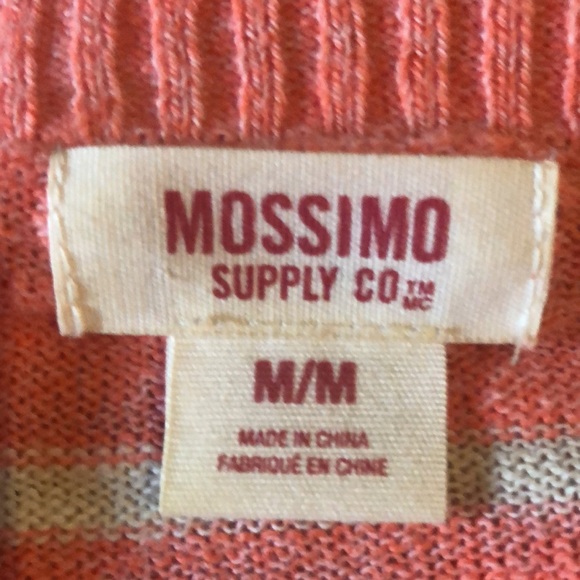 MOSSIMO
SUPPLY CO TM MC
M/M
MADE IN CHINA
FABRIQUÉ EN CHINE